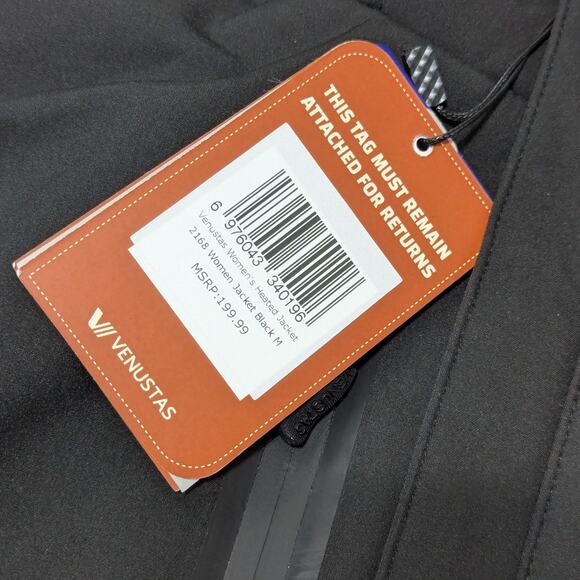 THIS TAG MUST REMAIN
ATTACHED FOR RETURNS
6 976043 340196
Venustas Women's Heated Jacket
2168 Women Jacket Black M
MSRP:199.99
VENUSTAS